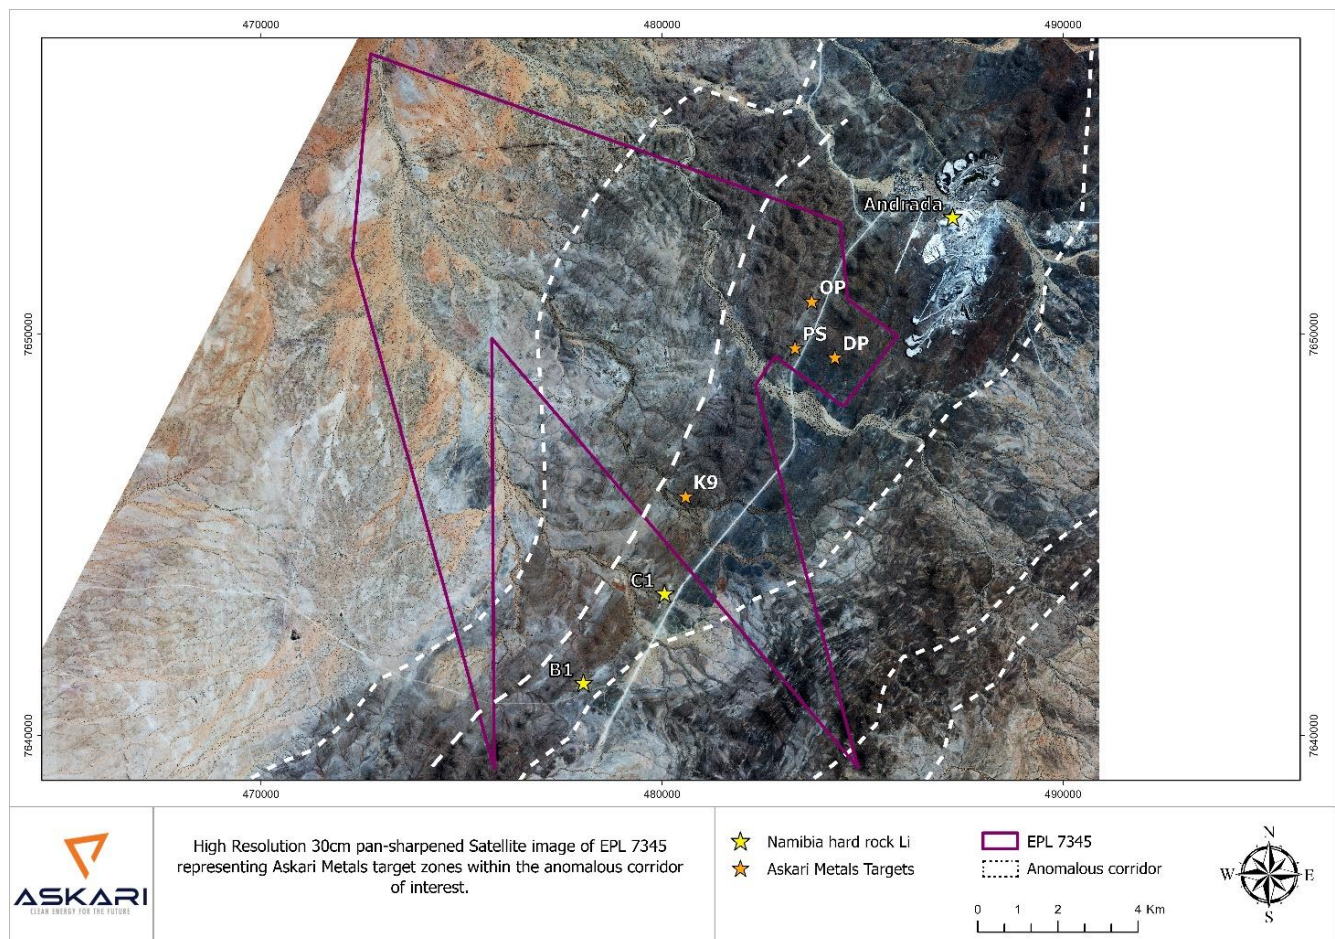 470000 480000 490000
7650000 7650000
7640000 7640000
Andrada
OP
PS DP
K9
C1
B1
470000 480000 490000
ASKARI
CLEAN ENERGY FOR THE FUTURE
High Resolution 30cm pan-sharpened Satellite image of EPL 7345
representing Askari Metals target zones within the anomalous corridor
of interest.
Namibia hard rock Li
Askari Metals Targets
EPL 7345
Anomalous corridor
0 1 2 4 Km
N
W E
S